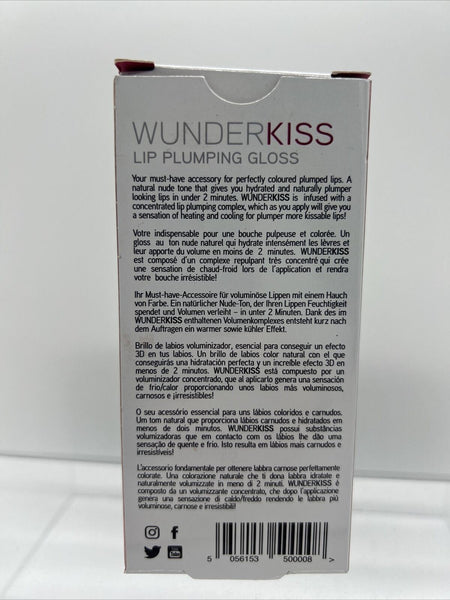 WUNDERKISS
LIP PLUMPING GLOSS
Your must-have accessory for perfectly coloured plumped lips. A
natural nude tone that gives you hydrated and naturally plumper
looking lips in under 2 minutes. WUNDERKISS is infused with a
concentrated lip plumping complex, which as you apply will give you
a sensation of heating and cooling for plumper more kissable lips!
Votre indispensable pour une bouche pulpeuse et colorée. Un
gloss au ton nude naturel qui hydrate intensément les lèvres et
leur apporte du volume en moins de 2 minutes. WUNDERKISS
est composé d'un complexe repulpant très concentré qui crée
une sensation de chaud-froid lors de l'application et rendra
votre bouche irrésistible!
Ihr Must-have-Accessoire für voluminöse Lippen mit einem Hauch
von Farbe. Ein natürlicher Nude-Ton, der Ihren Lippen Feuchtigkeit
spendet und Volumen verleiht – in unter 2 Minuten. Dank des im
WUNDERKISS enthaltenen Volumenkomplexes entsteht kurz nach
dem Auftragen ein warmer sowie kühler Effekt.
Brillo de labios voluminizador, esencial para conseguir un efecto
3D en tus labios. Un brillo de labios color natural con el que
conseguirás una hidratación perfecta y un increíble efecto 3D en
menos de 2 minutos. WUNDERKISS está compuesto por un
voluminizador concentrado, que al aplicarlo genera una sensación
de frío/calor proporcionando unos labios más voluminosos,
carnosos e ¡irresistibles!
O seu acessório essencial para uns lábios coloridos e carnudos.
Um tom natural que proporciona lábios carnudos e hidratados em
menos de dois minutos. WUNDERKISS possui substâncias
volumizadoras que em contacto com os lábios lhe dão uma
sensação de quente e frio. Isto resulta em lábios mais carnudos e
irresistíveis!
L'accessorio fondamentale per ottenere labbra carnose perfettamente
colorate. Una colorazione naturale che ti dona labbra idratate e
naturalmente volumizzate in meno di 2 minuti. WUNDERKISS è
composto da un volumizzante concentrato, che dopo l'applicazione
genera una sensazione di caldo/freddo rendendo le labbra più
voluminose, carnose e irresistibili!
You Tube
5 056153 500008 >